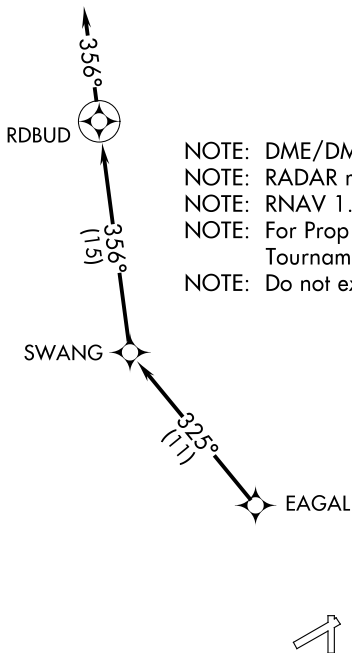 356°
RDBUD
NOTE: DME/DM
NOTE: RADAR
NOTE: RNAV 1.
NOTE: For Prop
Tournam
NOTE: Do not ex
356°
(15)
SWANG
325°
(11)
EAGAL